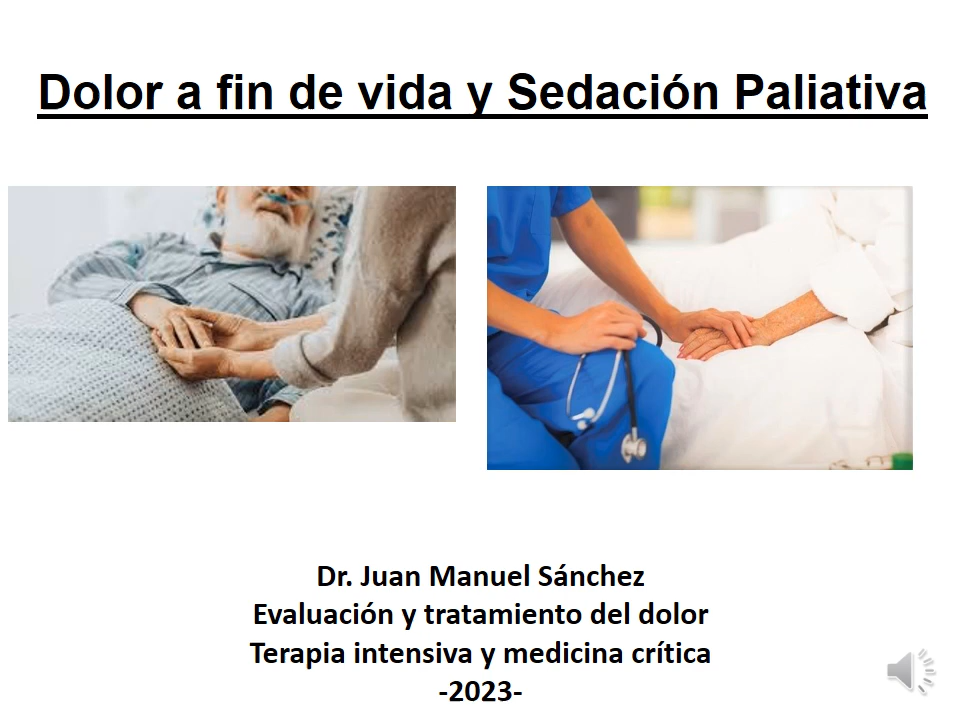 Dolor a fin de vida y Sedación Paliativa
Dr. Juan Manuel Sánchez
Evaluación y tratamiento del dolor
Terapia intensiva y medicina crítica
-2023-